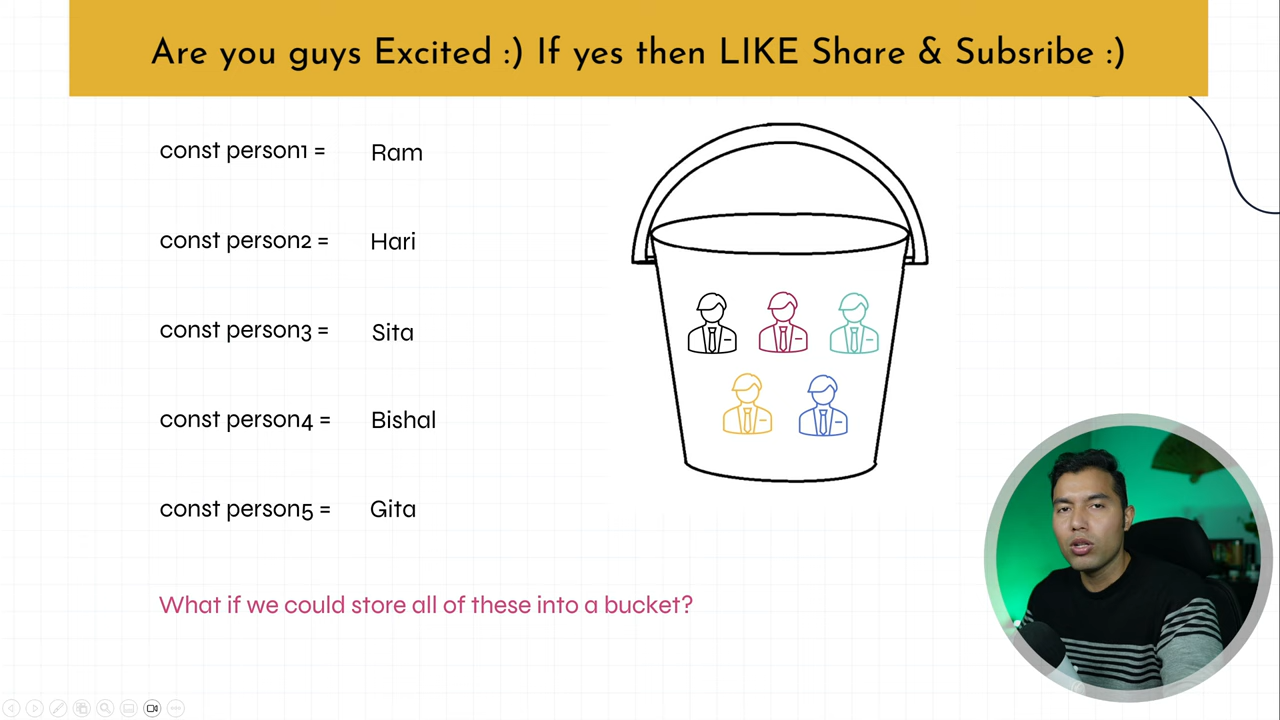 Are you guys Excited :) If yes then LIKE Share & Subsribe :)
const person1 = Ram
const person2 = Hari
const person3 = Sita
const person4 = Bishal
const person5 = Gita
What if we could store all of these into a bucket?